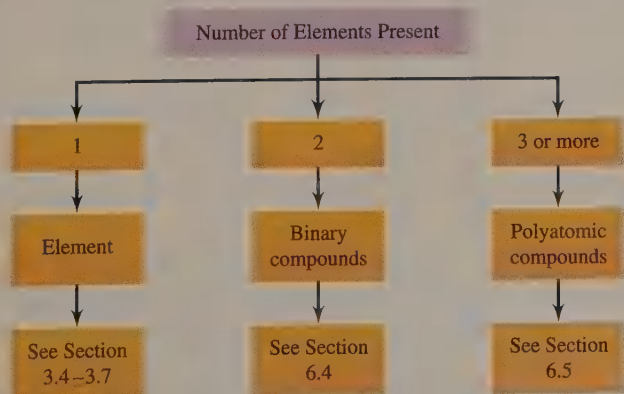 Number of Elements Present
1
2
3 or more
Element
Binary
compounds
Polyatomic
compounds
See Section
3.4–3.7
See Section
6.4
See Section
6.5